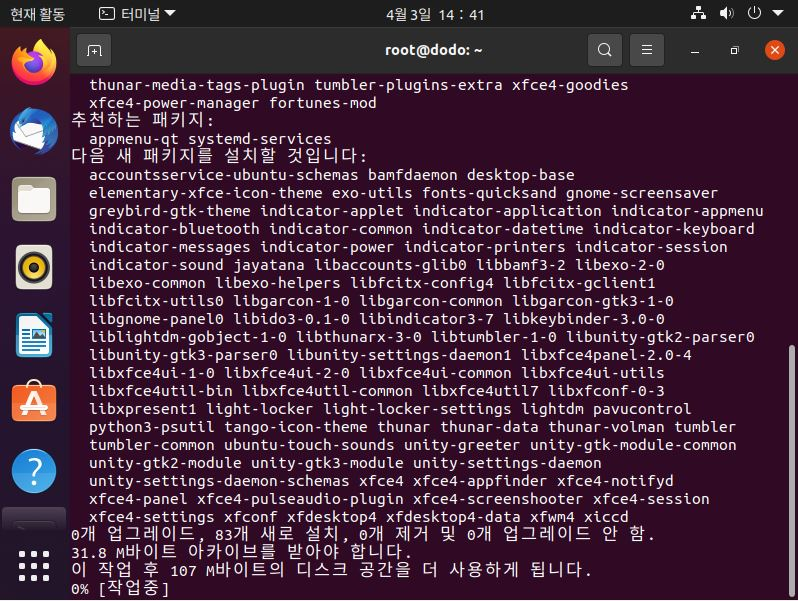 현재 활동
터미널
4월 3일 14：41
root@dodo: ~
thunar-media-tags-plugin tumbler-plugins-extra xfce4-goodies
xfce4-power-manager fortunes-mod
추천하는 패키지:
appmenu-qt systemd-services
다음 새 패키지를 설치할 것입니다:
accountsservice-ubuntu-schemas bamfdaemon desktop-base
elementary-xfce-icon-theme exo-utils fonts-quicksand gnome-screensaver
greybird-gtk-theme indicator-applet indicator-application indicator-appmenu
indicator-bluetooth indicator-common indicator-datetime indicator-keyboard
indicator-messages indicator-power indicator-printers indicator-session
indicator-sound jayatana libaccounts-glib0 libbamf3-2 libexo-2-0
libexo-common libexo-helpers libfcitx-config4 libfcitx-gclient1
libfcitx-utils0 libgarcon-1-0 libgarcon-common libgarcon-gtk3-1-0
libgnome-panel0 libido3-0.1-0 libindicator3-7 libkeybinder-3.0-0
liblightdm-gobject-1-0 libthunarx-3-0 libtumbler-1-0 libunity-gtk2-parser0
libunity-gtk3-parser0 libunity-settings-daemon1 libxfce4panel-2.0-4
libxfce4ui-1-0 libxfce4ui-2-0 libxfce4ui-common libxfce4ui-utils
libxfce4util-bin libxfce4util-common libxfce4util7 libxfconf-0-3
libxpresent1 light-locker light-locker-settings lightdm pavucontrol
python3-psutil tango-icon-theme thunar thunar-data thunar-volman tumbler
tumbler-common ubuntu-touch-sounds unity-greeter unity-gtk-module-common
unity-gtk2-module unity-gtk3-module unity-settings-daemon
unity-settings-daemon-schemas xfce4 xfce4-appfinder xfce4-notifyd
xfce4-panel xfce4-pulseaudio-plugin xfce4-screenshooter xfce4-session
xfce4-settings xfconf xfdesktop4 xfdesktop4-data xfwm4 xiccd
0개 업그레이드, 83개 새로 설치, 0개 제거 및 0개 업그레이드 안 함.
31.8 M바이트 아카이브를 받아야 합니다.
이 작업 후 107 M바이트의 디스크 공간을 더 사용하게 됩니다.
0% [작업중]